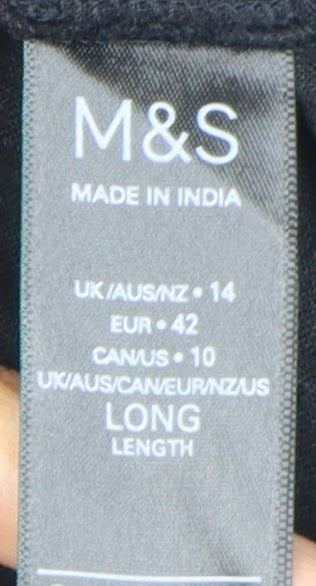 M&S
MADE IN INDIA
UK/AUS/NZ • 14
EUR • 42
CAN/US • 10
UK/AUS/CAN/EUR/NZ/US
LONG
LENGTH